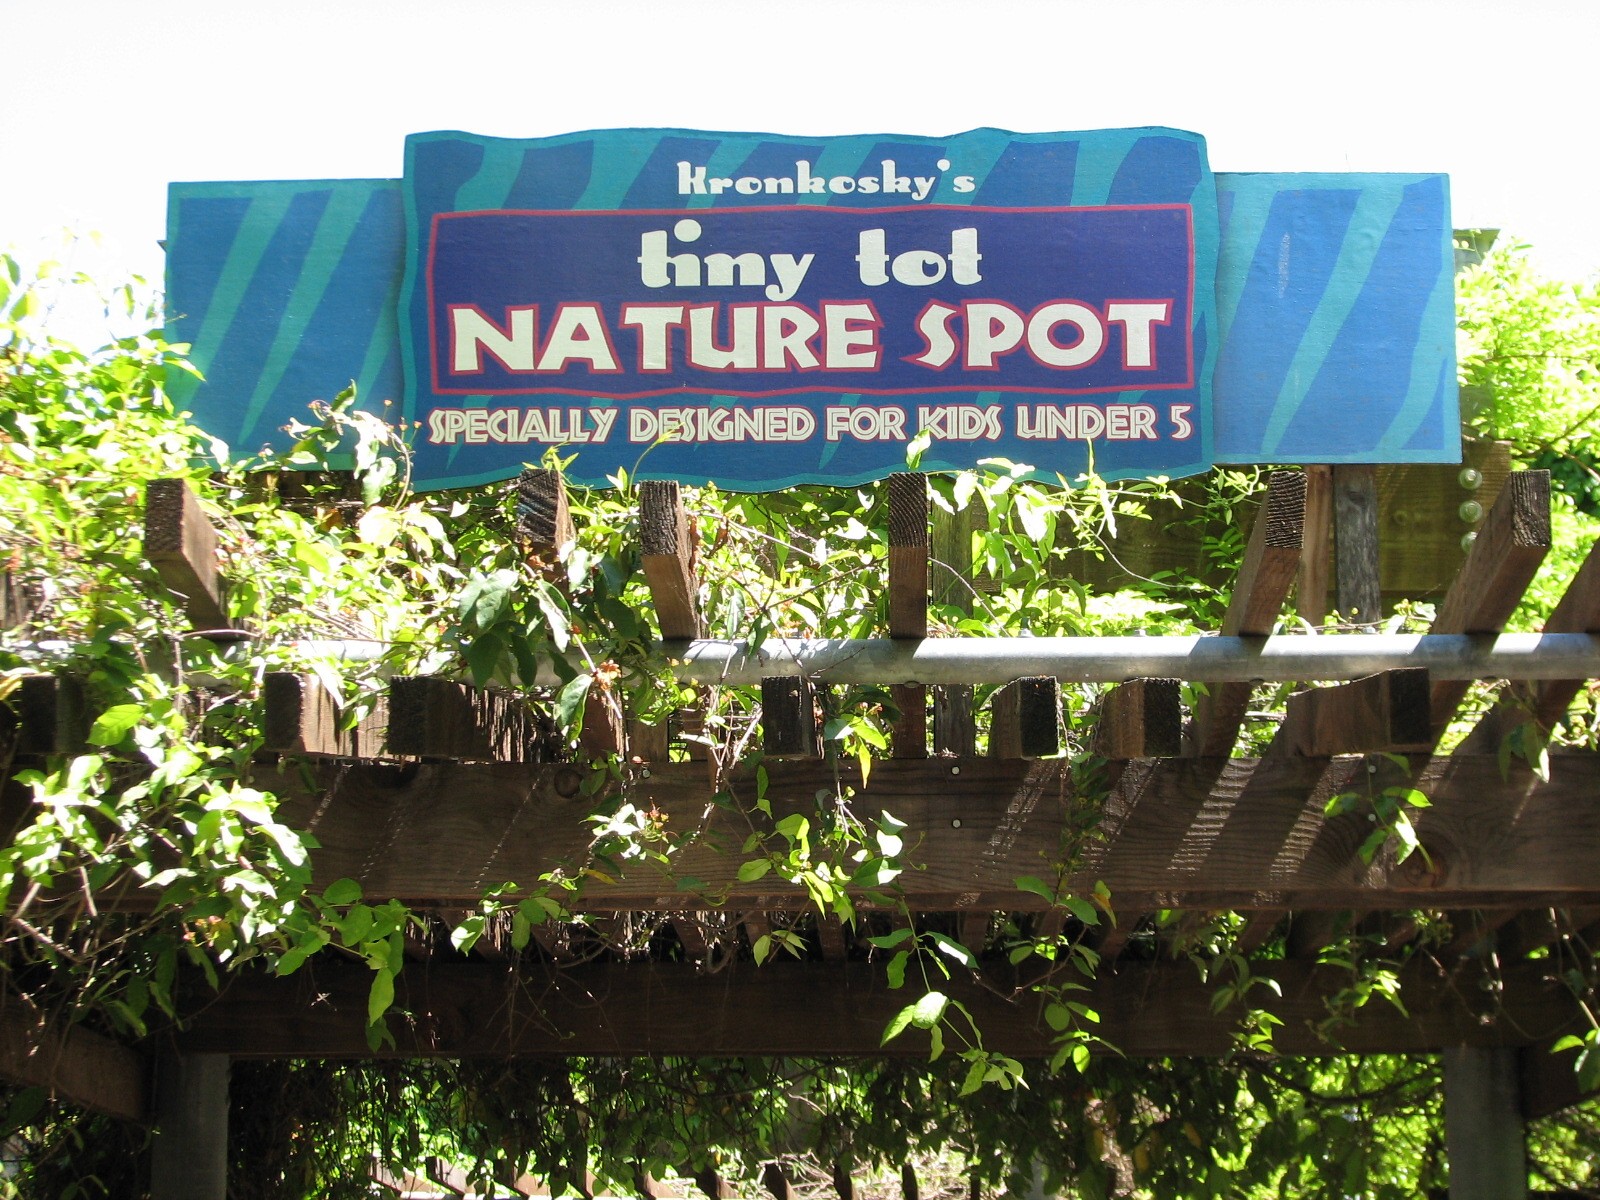 Kronkosky's
tiny tot
NATURE SPOT
SPECIALLY DESIGNED FOR KIDS UNDER 5